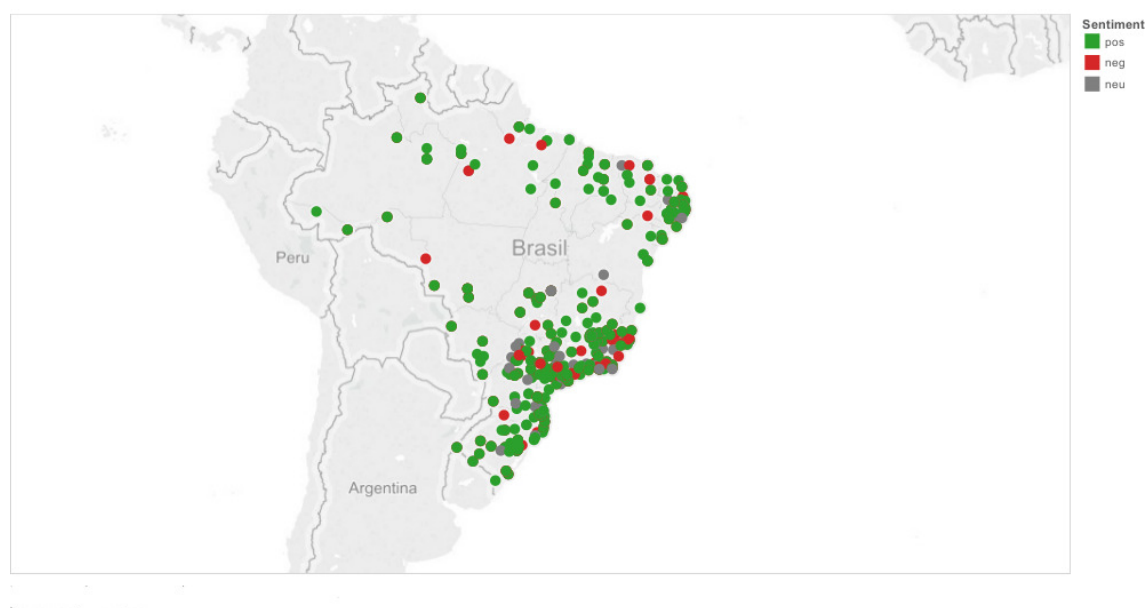 Sentiment
pos
neg
neu
Brasil
Peru
Argentina